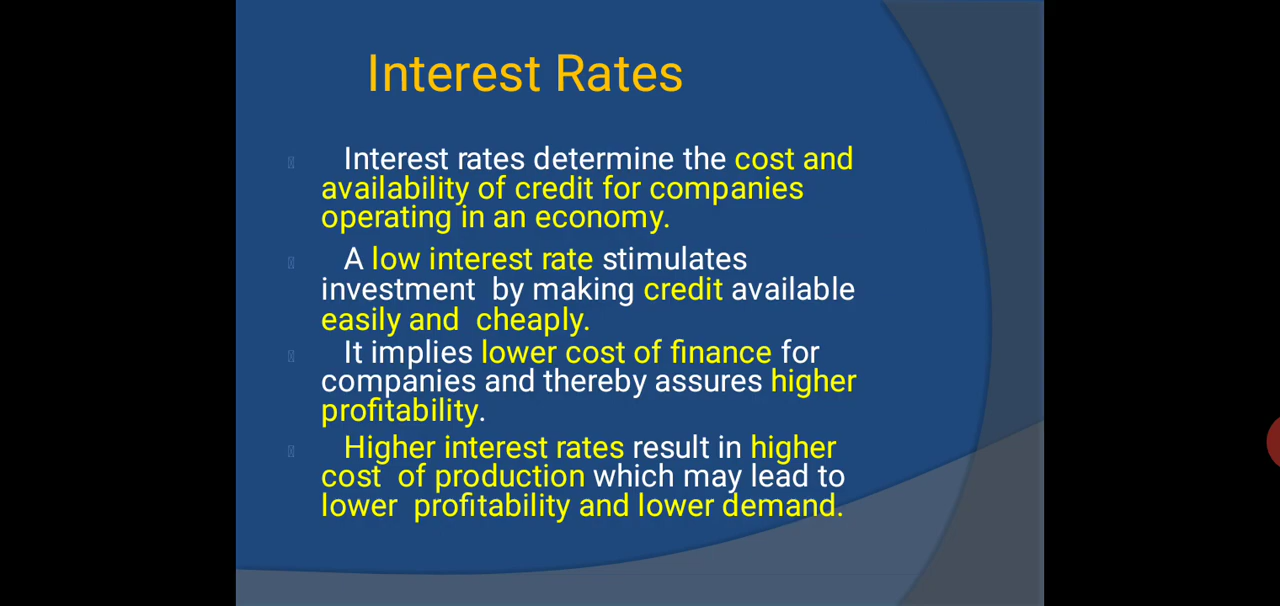 Interest Rates
Interest rates determine the cost and
availability of credit for companies
operating in an economy.
A low interest rate stimulates
investment by making credit available
easily and cheaply.
It implies lower cost of finance for
companies and thereby assures higher
profitability.
Higher interest rates result in higher
cost of production which may lead to
lower profitability and lower demand.